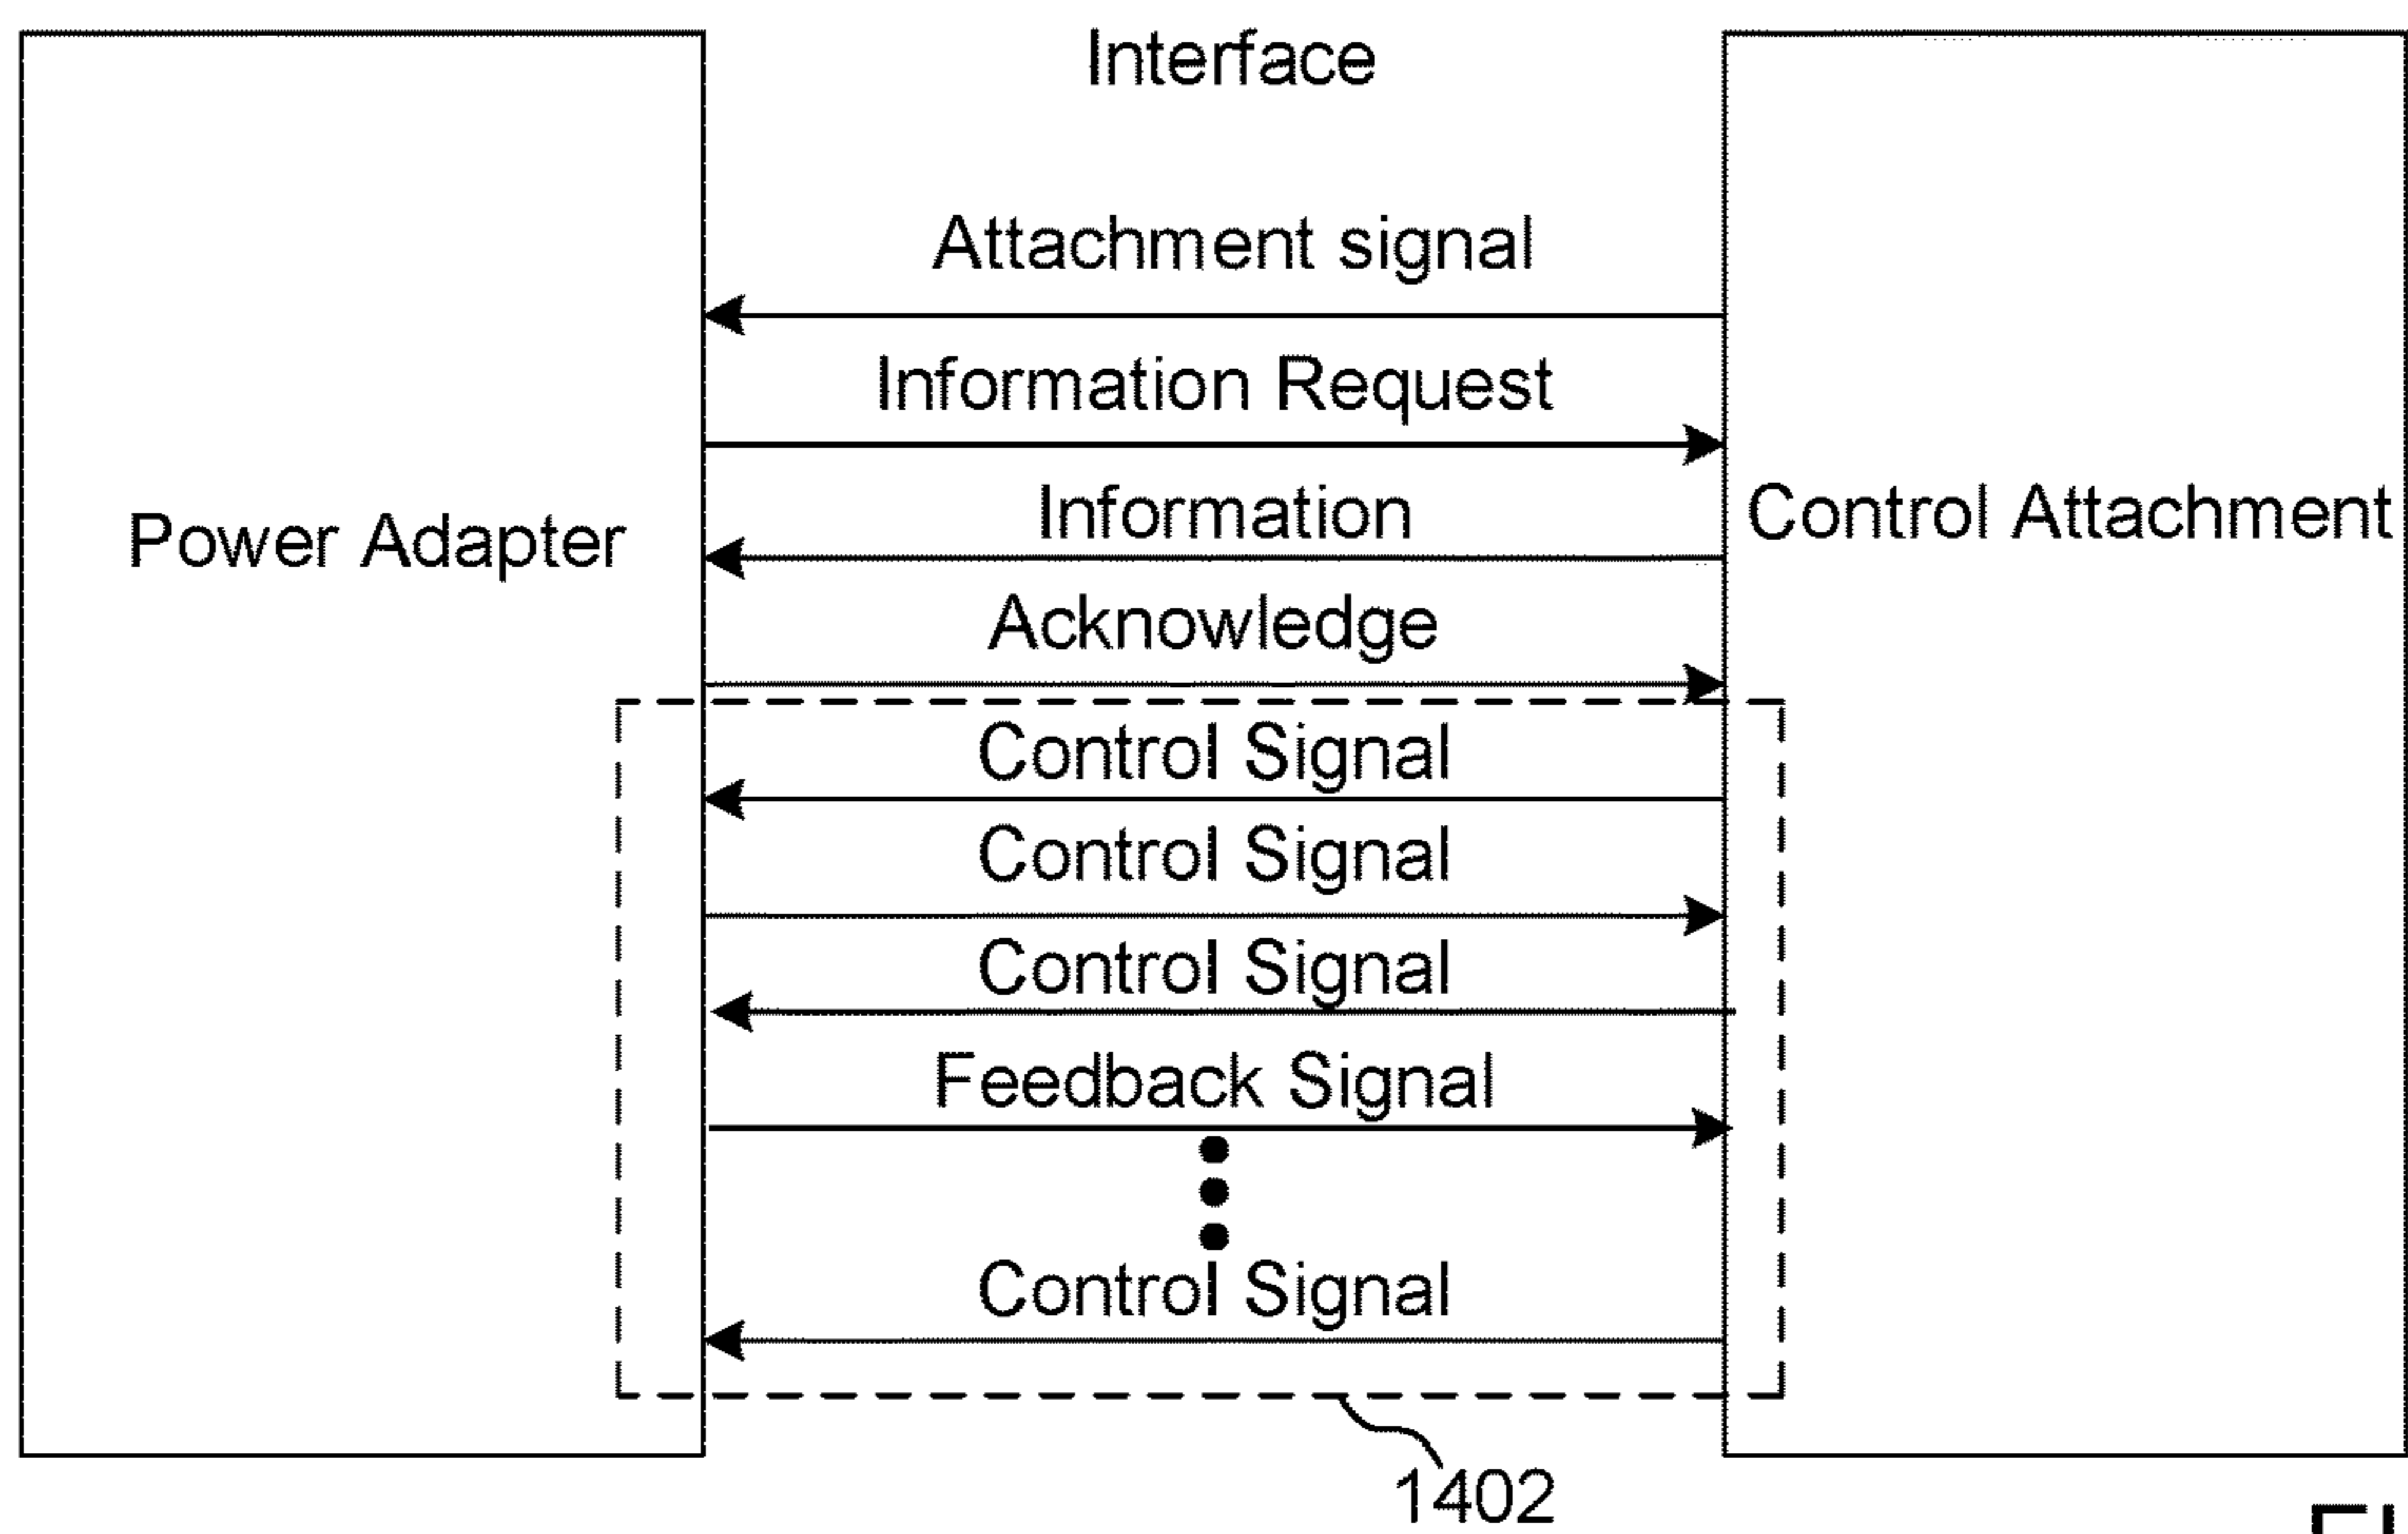 Interface
Attachment signal
Information Request
Information
Power Adapter
Control Attachment
Acknowledge
Control Signal
Control Signal
Control Signal
Feedback Signal
Control Signal
1402